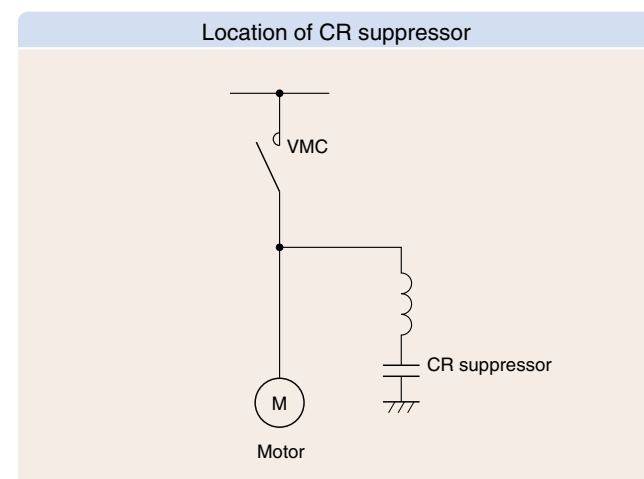 Location of CR suppressor
VMC
CR suppressor
M
Motor